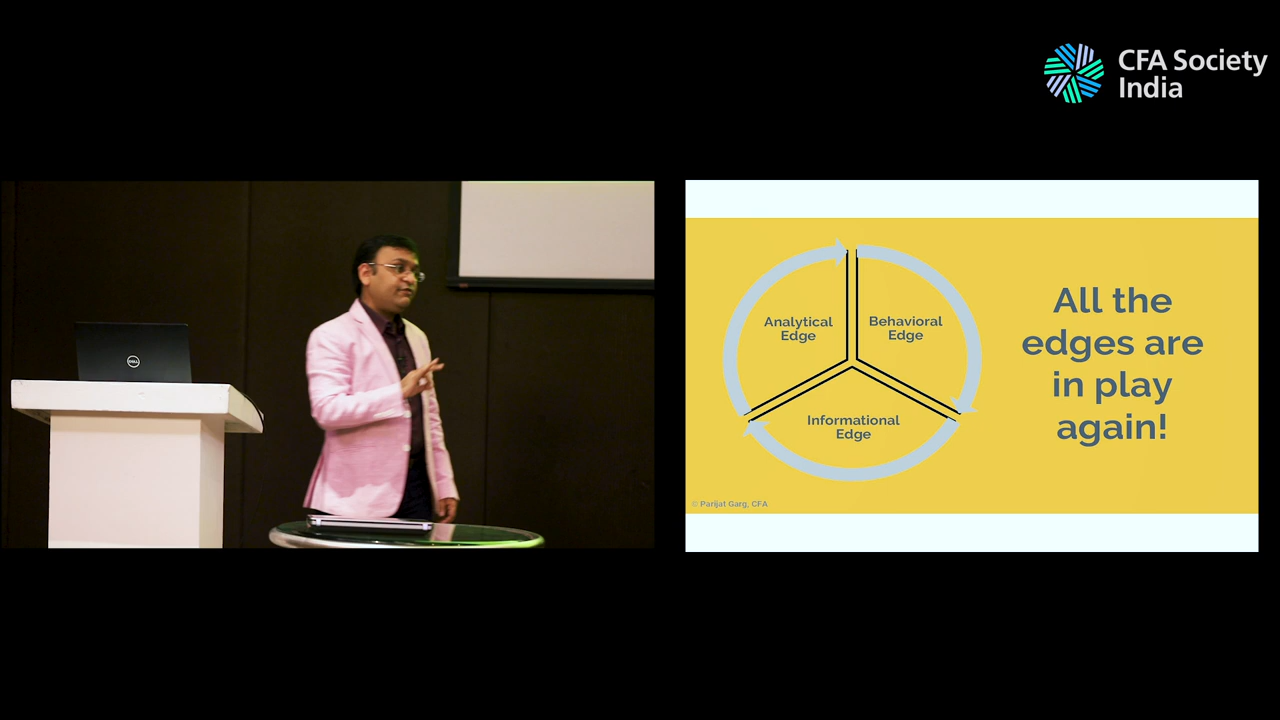 CFA Society
India
DELL
Analytical
Edge
Behavioral
Edge
Informational
Edge
All the
edges are
in play
again!
© Parijat Garg, CFA